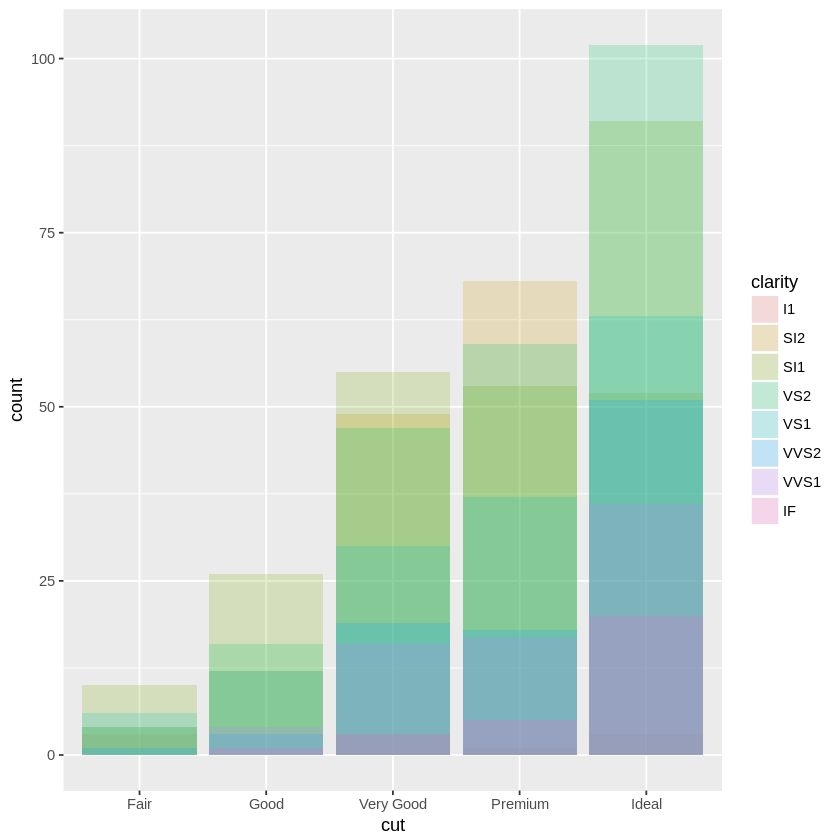 100
75
50
25
0
count
Fair Good Very Good Premium Ideal
cut
clarity
I1
SI2
SI1
VS2
VS1
VVS2
VVS1
IF